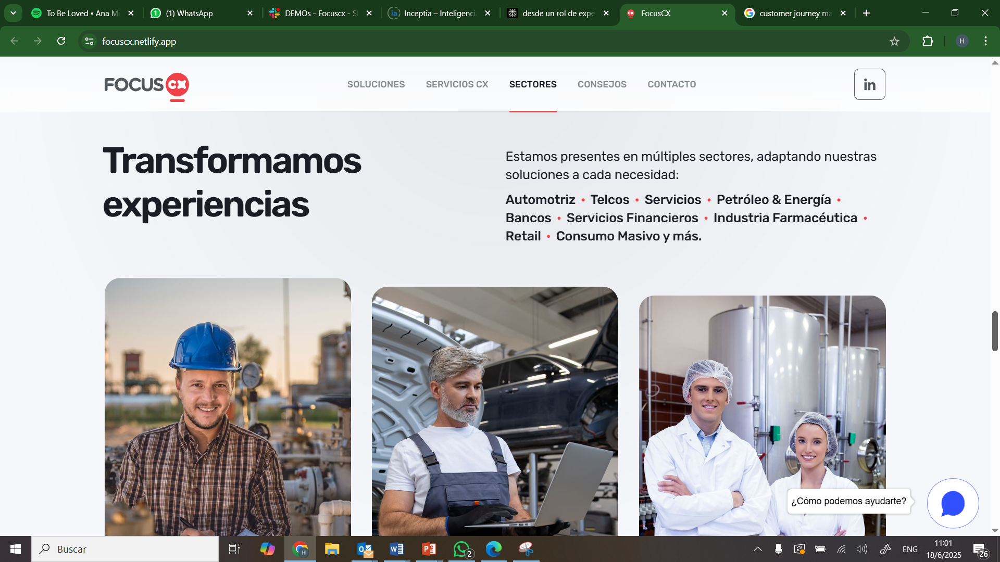 To Be Loved • Ana Mi
(1) WhatsApp
DEMOs - Focuscx - Sl
Inceptia – Inteligenci
desde un rol de expe
FocusCX
customer journey ma
focuscx.netlify.app
H
FOCUS CX
SOLUCIONES
SERVICIOS CX
SECTORES
CONSEJOS
CONTACTO
in
Transformamos
experiencias
Estamos presentes en múltiples sectores, adaptando nuestras
soluciones a cada necesidad:
Automotriz • Telcos • Servicios • Petróleo & Energía •
Bancos • Servicios Financieros • Industria Farmacéutica •
Retail • Consumo Masivo y más.
¿Cómo podemos ayudarte?
Buscar
2
ENG
11:01
18/6/2025
26